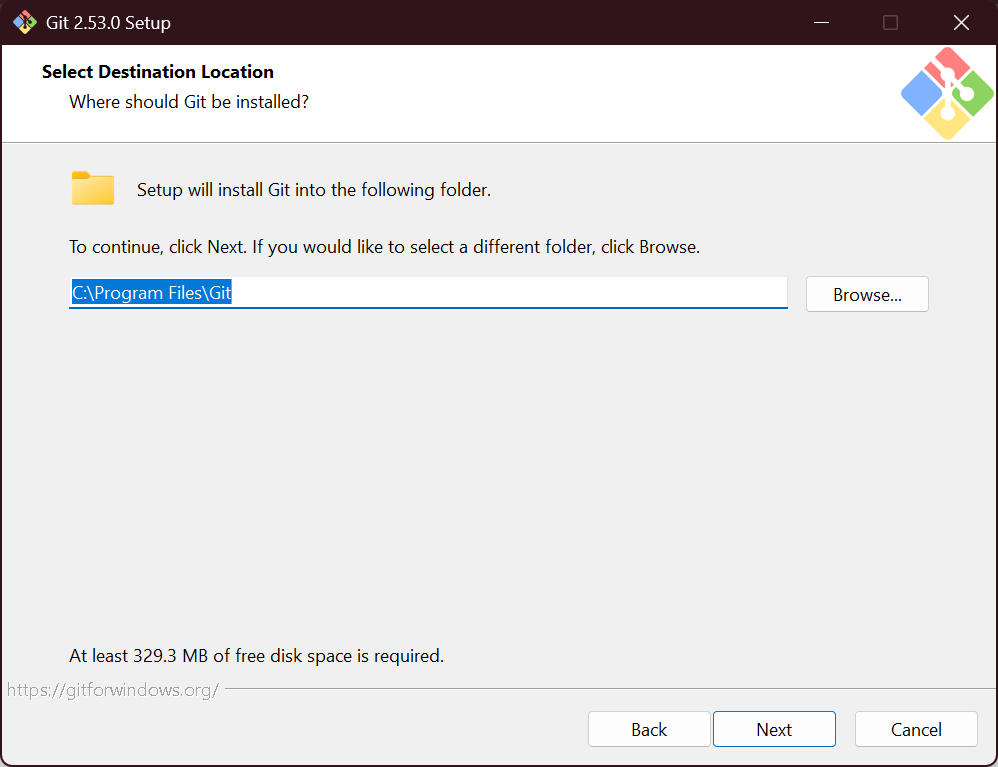 Git 2.53.0 Setup
Select Destination Location
Where should Git be installed?
Setup will install Git into the following folder.
To continue, click Next. If you would like to select a different folder, click Browse.
C:\Program Files\Git
Browse...
At least 329.3 MB of free disk space is required.
https://gitforwindows.org/
Back
Next
Cancel